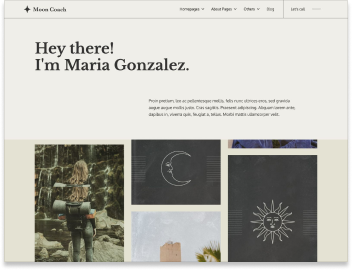 Moon Coach
Homepages
About Pages
Others
Blog
Let's talk
Hey there!
I'm Maria Gonzalez.
Proin pretium, leo ac pellentesque mollis, felis nunc ultrices eros, sed gravida
augue augue mollis justo. Cras sagittis. Praesent adipiscing. Aliquam lorem ante,
dapibus in, viverra quis, feugiat a, tellus. Morbi mattis ullamcorper velit.